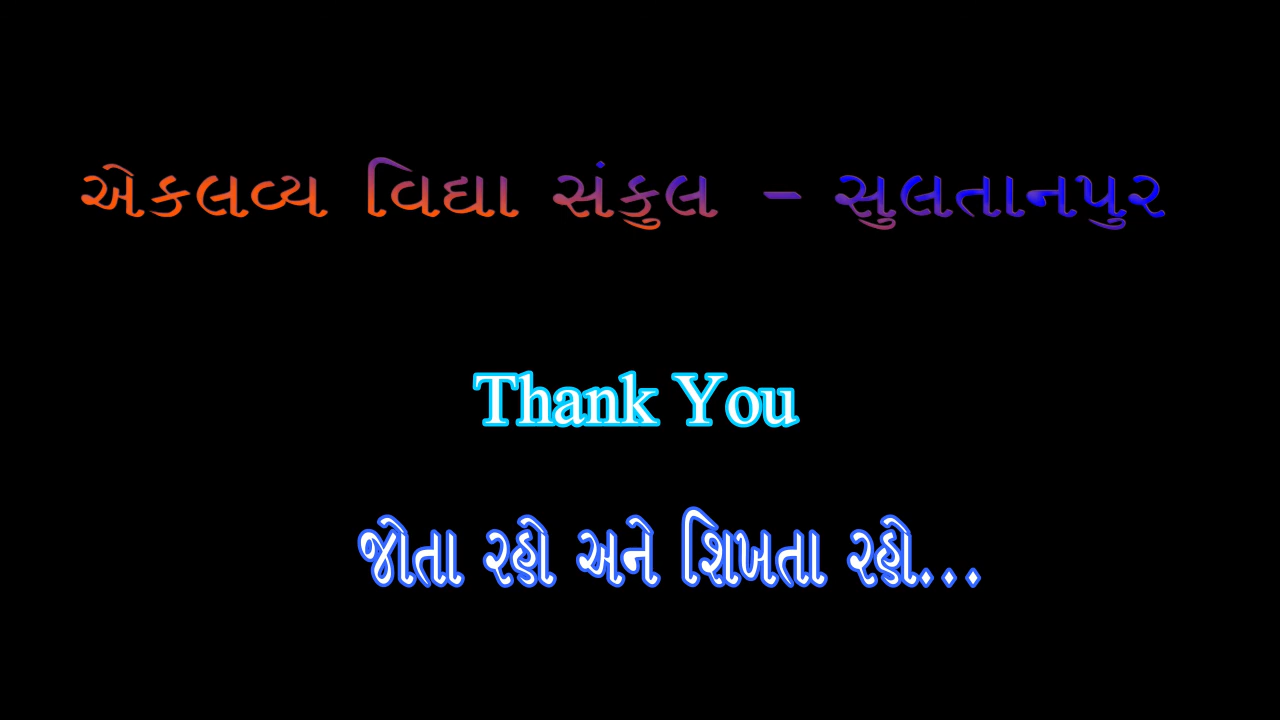 એકલવ્ય વિદ્યા સંકુલ - સુલતાનપુર
Thank You
જોતા રહો અને શિખતા રહો...